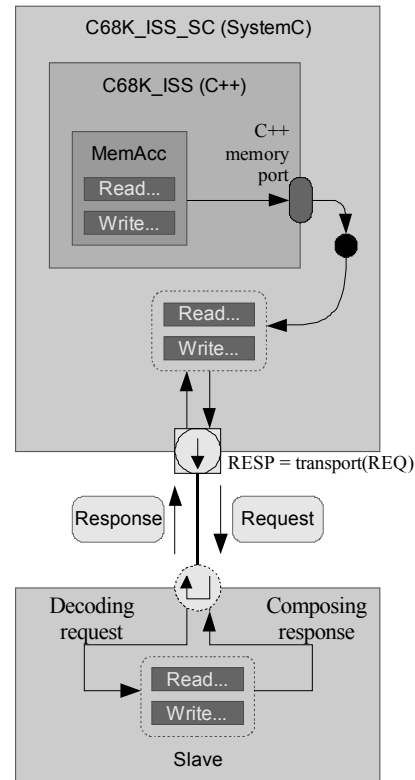 C68K_ISS_SC (SystemC)
C68K_ISS (C++)
C++
memory
port
MemAcc
Read...
Write...
Read...
Write...
RESP = transport(REQ)
Response
Request
Decoding
request
Composing
response
Read...
Write...
Slave